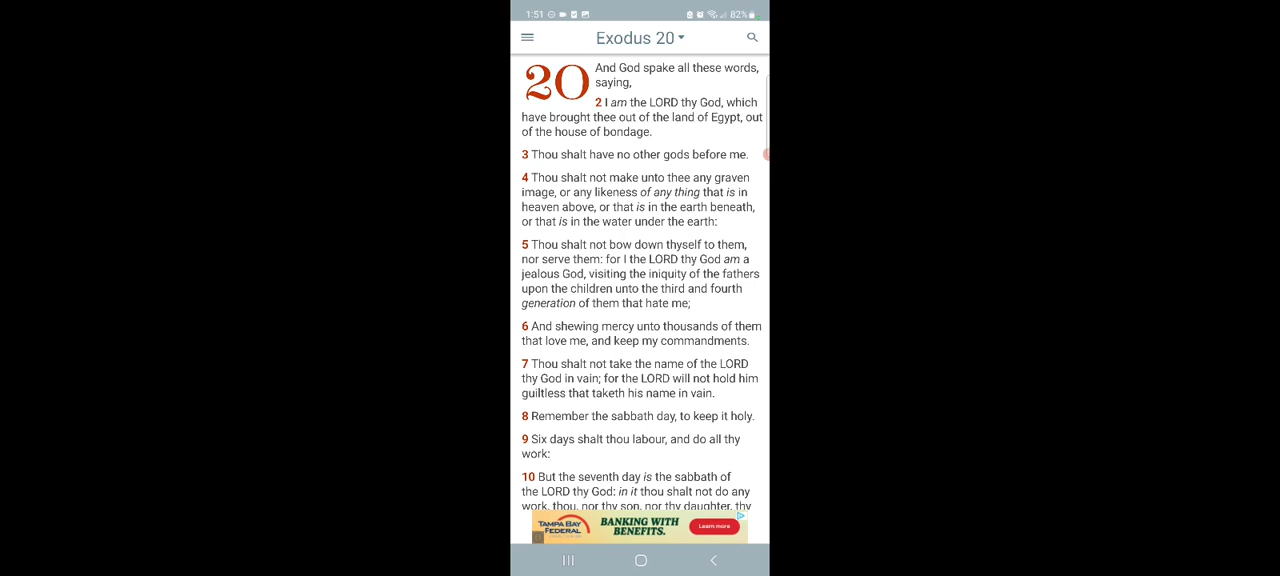 1:51
82%
Exodus 20
20
And God spake all these words,
saying,
2 I am the LORD thy God, which
have brought thee out of the land of Egypt, out
of the house of bondage.
3 Thou shalt have no other gods before me.
4 Thou shalt not make unto thee any graven
image, or any likeness of any thing that is in
heaven above, or that is in the earth beneath,
or that is in the water under the earth:
5 Thou shalt not bow down thyself to them,
nor serve them: for I the LORD thy God am a
jealous God, visiting the iniquity of the fathers
upon the children unto the third and fourth
generation of them that hate me;
6 And shewing mercy unto thousands of them
that love me, and keep my commandments.
7 Thou shalt not take the name of the LORD
thy God in vain; for the LORD will not hold him
guiltless that taketh his name in vain.
8 Remember the sabbath day, to keep it holy.
9 Six days shalt thou labour, and do all thy
work:
10 But the seventh day is the sabbath of
the LORD thy God: in it thou shalt not do any
work, thou, nor thy son, nor thy daughter, thy
TAMPA BAY
FEDERAL
BANKING WITH
BENEFITS.
Learn more